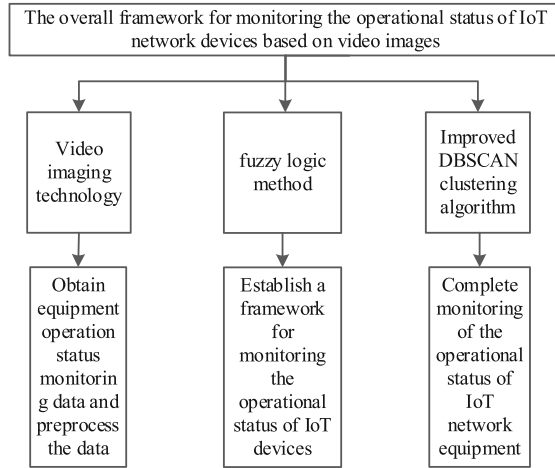 The overall framework for monitoring the operational status of IoT
network devices based on video images
Video
imaging
technology
fuzzy logic
method
Improved
DBSCAN
clustering
algorithm
Obtain
equipment
operation
status
monitorin
g data and
preprocess
the data
Establish a
framework
for
monitoring
the
operational
status of IoT
devices
Complete
monitoring
of the
operational
status of
IoT
network
equipment